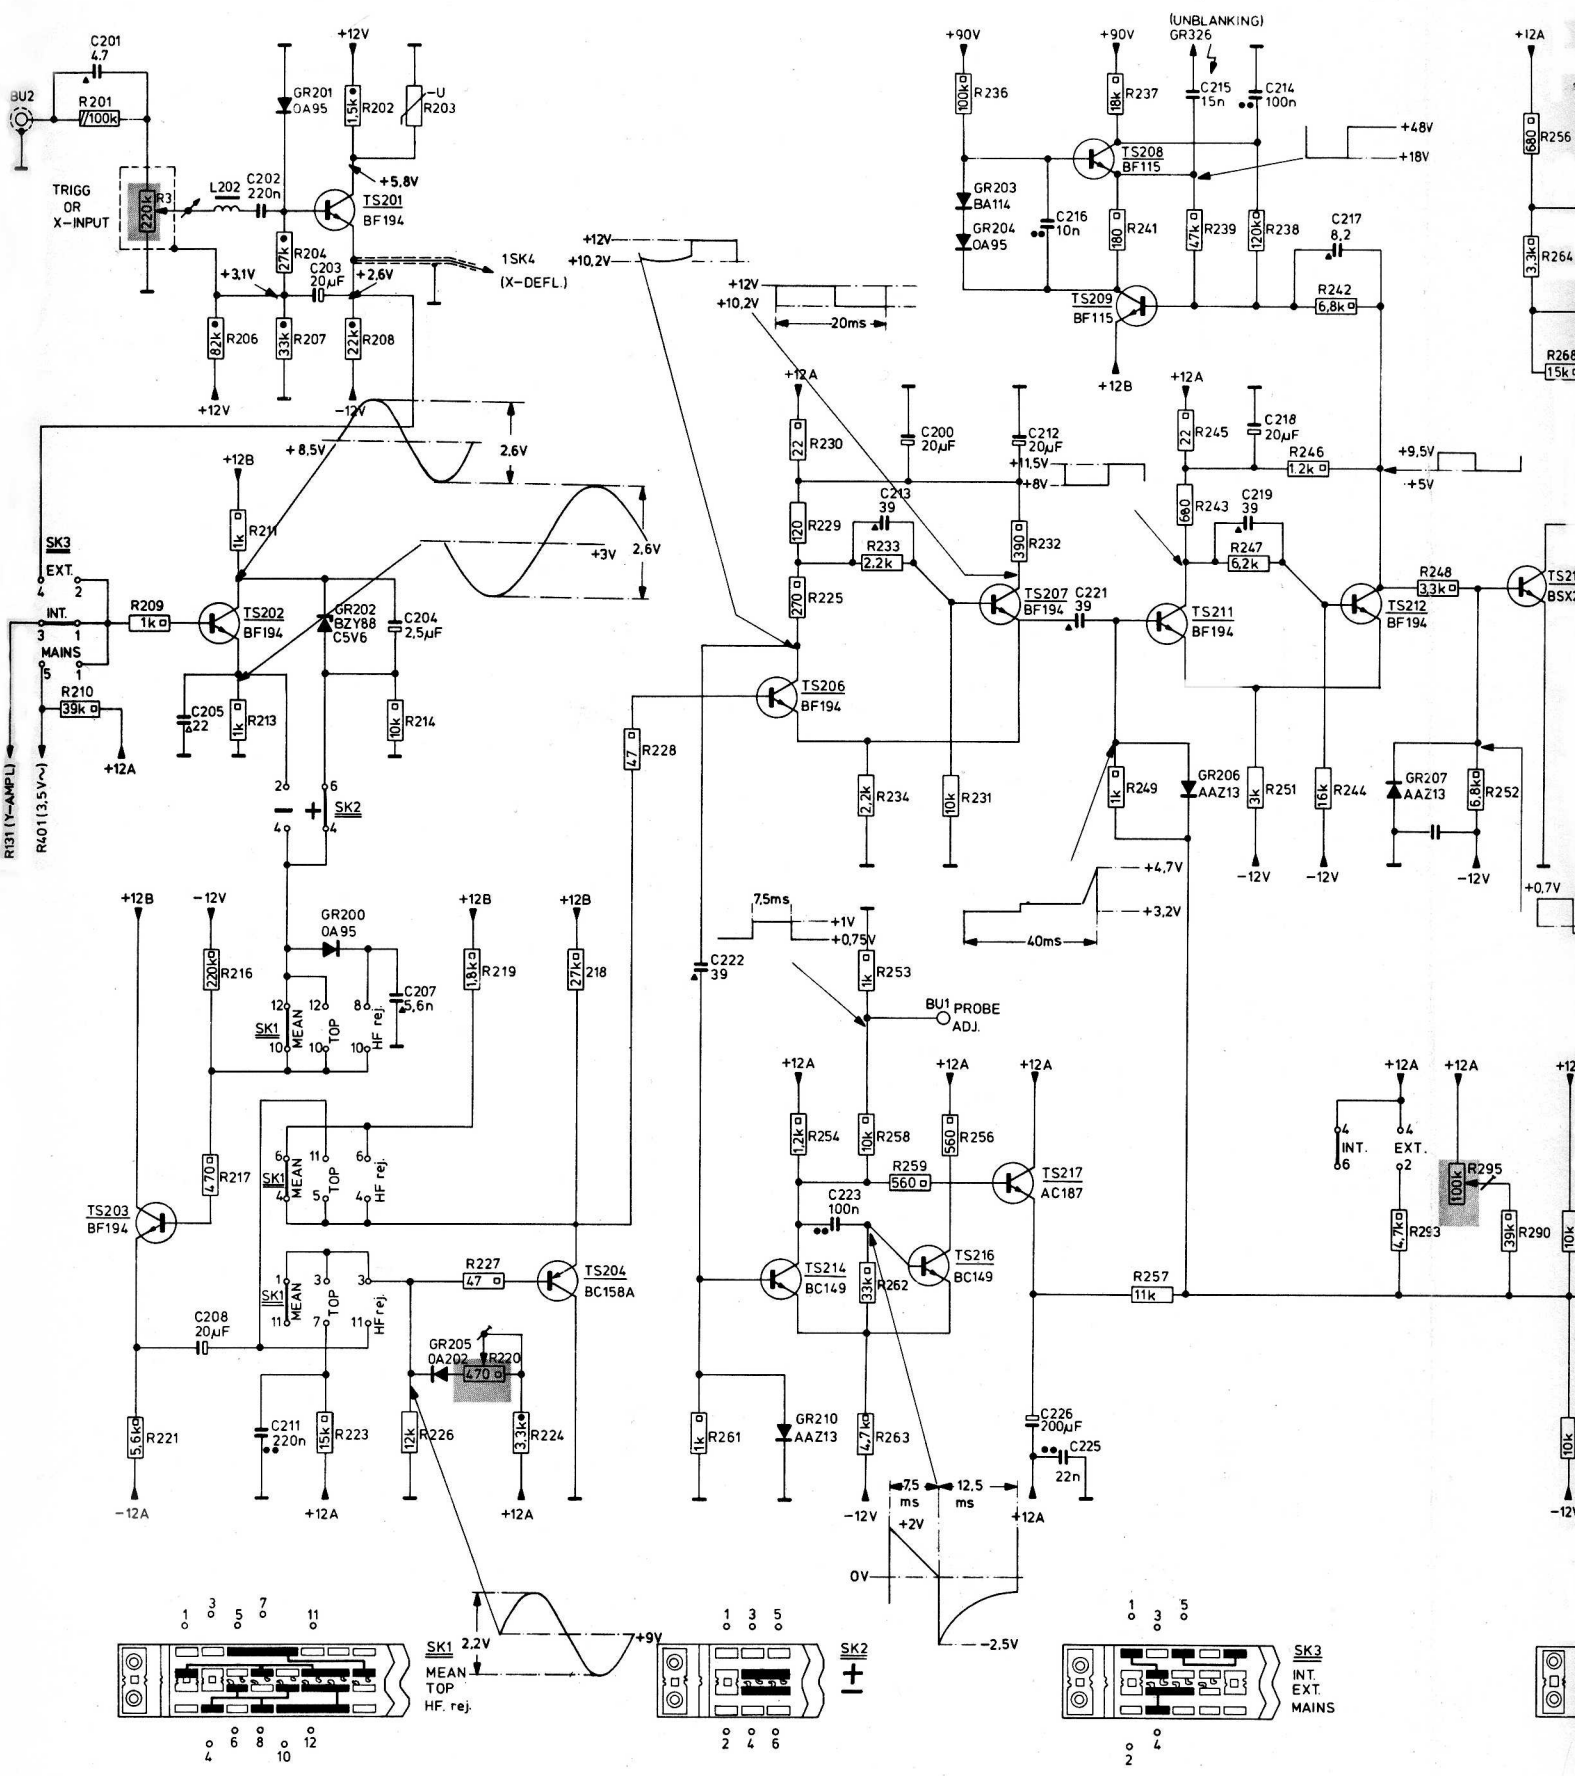 C201
4.7
BU2
R201
100k
TRIGG
OR
X-INPUT
220k
R3
L202
C202
220n
GR201
OA95
+12V
1,5k
R202
-U
R203
+5,8V
TS201
BF194
27k
R204
C203
20µF
+3,1V
+2,6V
1SK4
(X-DEFL.)
82k
R206
33k
R207
22k
R208
+12V
-12V
+8,5V
2,6V
+12B
1k
R211
+3V
2,6V
SK3
EXT.
4
2
INT.
3
1
MAINS
5
1
R209
1k
TS202
BF194
GR202
BZY88
C5V6
C204
2,5µF
R210
39k
+12A
C205
22
1k
R213
10k
R214
R131 (Y-AMPL)
R401 (3,5V~)
2
6
SK2
4
4
47
R228
+12B
-12V
GR200
OA95
+12B
+12B
220k
R216
C207
5,6n
1,8k
R219
27k
218
12
12
8
SK1
MEAN
TOP
HF rej.
10
10
10
470
R217
6
11
6
SK1
MEAN
TOP
HF rej.
4
5
4
TS203
BF194
1
3
3
SK1
MEAN
TOP
HF rej.
11
7
11
R227
47
TS204
BC158A
C208
20µF
GR205
OA202
R220
470
5,6k
R221
C211
220n
15k
R223
12k
R226
3,3k
R224
-12A
+12A
+12A
+90V
+90V
(UNBLANKING)
GR326
100k
R236
18k
R237
C215
15n
C214
100n
TS208
BF115
+48V
+18V
GR203
BA114
GR204
OA95
C216
10n
180
R241
47k
R239
120k
R238
C217
8,2
R242
6,8k
TS209
BF115
+12B
+12V
+10,2V
+12V
+10,2V
20ms
+12A
22
R230
C200
20µF
C212
20µF
+11,5V
+8V
120
R229
C213
39
R233
2,2k
390
R232
270
R225
TS207
BF194
C221
39
TS206
BF194
2,2k
R234
10k
R231
+12A
22
R245
C218
20µF
R246
1.2k
+9,5V
+5V
680
R243
C219
39
R247
6,2k
TS211
BF194
TS212
BF194
R248
3,3k
BSX2
1k
R249
GR206
AAZ13
3k
R251
16k
R244
GR207
AAZ13
6,8k
R252
-12V
-12V
-12V
+0,7V
+4,7V
+3,2V
40ms
+12A
680
R256
3,3k
R264
R268
15k
C222
39
7,5ms
+1V
+0,75V
1k
R253
BU1
PROBE
ADJ.
+12A
+12A
+12A
1,2k
R254
10k
R258
560
R256
R259
560
TS217
AC187
C223
100n
TS214
BC149
33k
R262
TS216
BC149
R257
11k
1k
R261
GR210
AAZ13
4,7k
R263
C226
200µF
C225
22n
-12V
+12A
7,5
ms
12,5
ms
+2V
0V
-2.5V
+12A
+12A
4
4
INT.
EXT.
6
2
4,7k
R293
100k
R295
39k
R290
10k
10k
2,2V
+9V
1
3
5
7
11
SK1
MEAN
TOP
HF. rej.
4
6
8
10
12
1
3
5
SK2
+
−
2
4
6
1
3
5
SK3
INT.
EXT.
MAINS
2
4